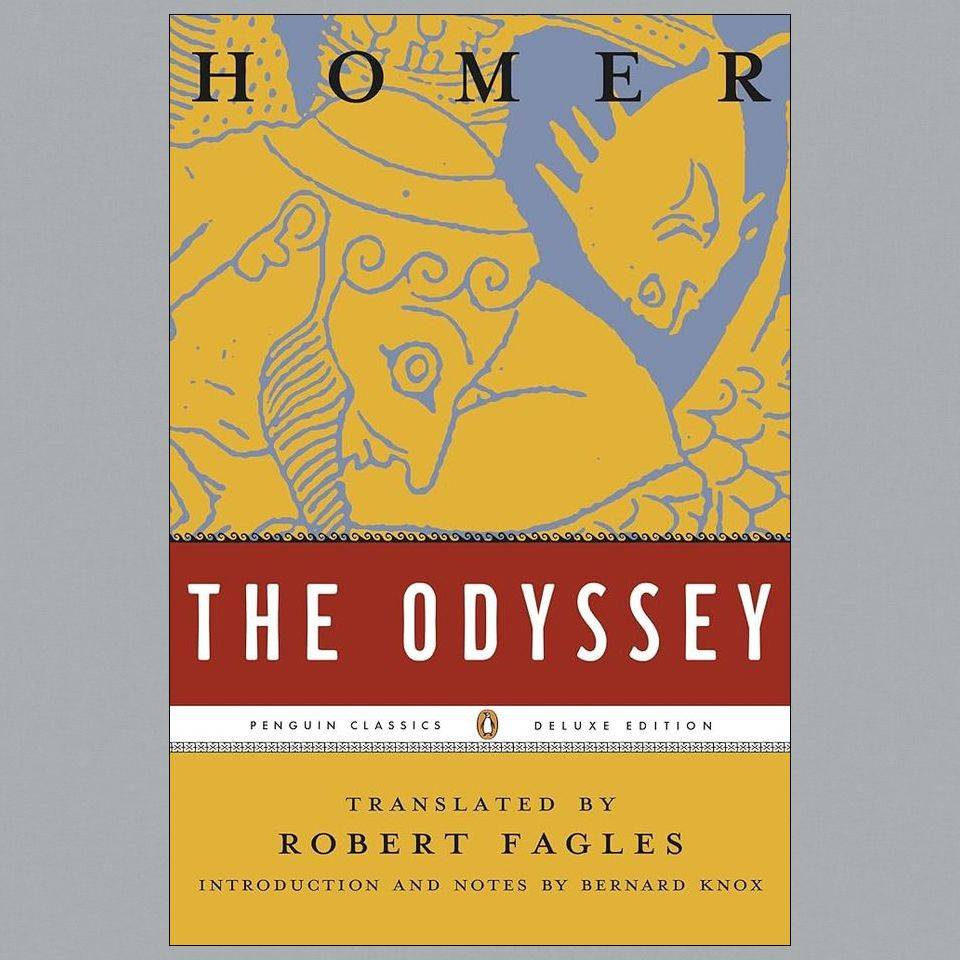 HOMER
THE ODYSSEY
PENGUIN CLASSICS DELUXE EDITION
TRANSLATED BY
ROBERT FAGLES
INTRODUCTION AND NOTES BY BERNARD KNOX